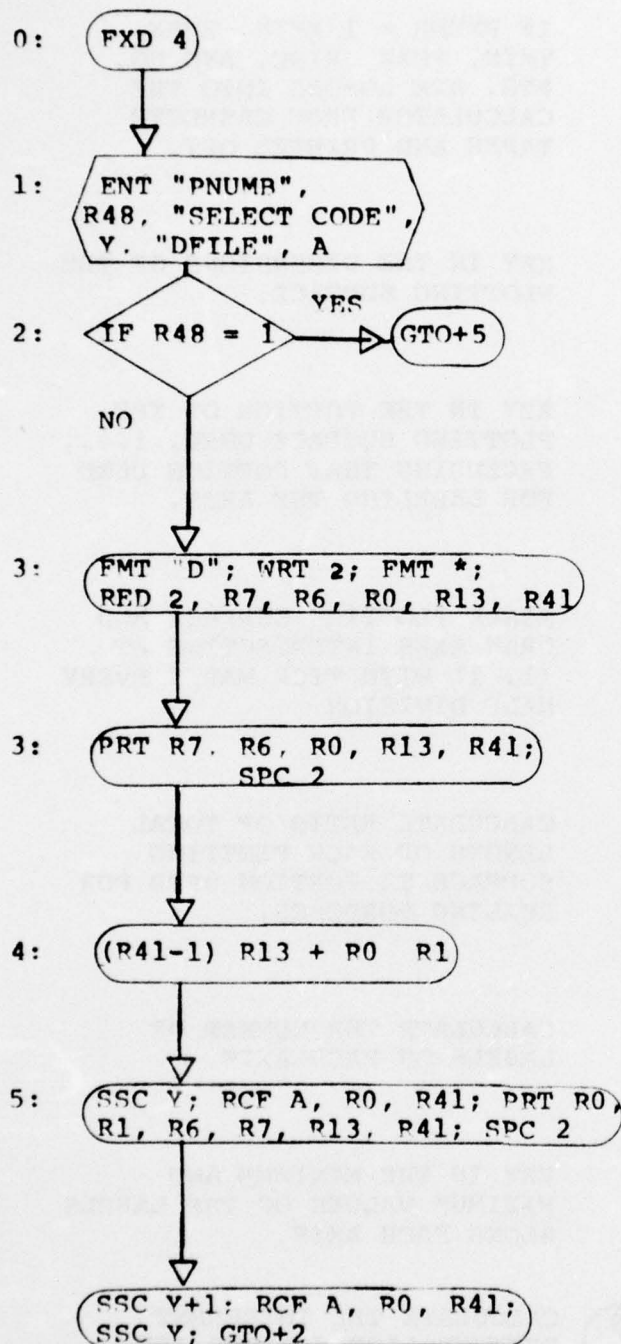 0: FXD 4
1: ENT "PNUMB",
R48, "SELECT CODE",
Y. "DFILE", A
YES
2: IF R48 = 1 GTO+5
NO
3: FMT "D"; WRT 2; FMT *;
RED 2, R7, R6, R0, R13, R41
3: PRT R7. R6, R0, R13, R41;
SPC 2
4: (R41-1) R13 + R0 R1
5: SSC Y; RCF A, R0, R41; PRT R0,
R1, R6, R7, R13, R41; SPC 2
SSC Y+1; RCF A, R0, R41;
SSC Y; GTO+2